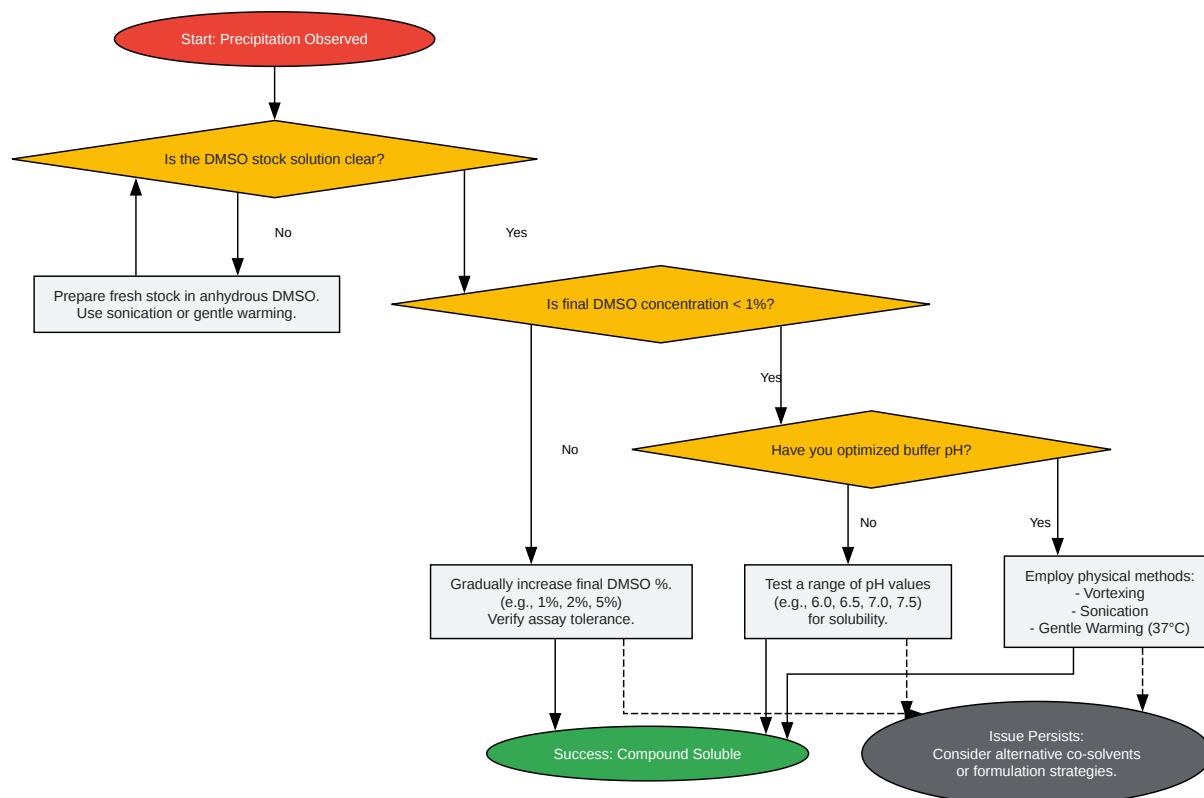 Start: Precipitation Observed
Is the DMSO stock solution clear?
No
Yes
Prepare fresh stock in anhydrous DMSO.
Use sonication or gentle warming.
Is final DMSO concentration < 1%?
Yes
No
Have you optimized buffer pH?
No
Yes
Gradually increase final DMSO %.
(e.g., 1%, 2%, 5%)
Verify assay tolerance.
Test a range of pH values
(e.g., 6.0, 6.5, 7.0, 7.5)
for solubility.
Employ physical methods:
- Vortexing
- Sonication
- Gentle Warming (37°C)
Success: Compound Soluble
Issue Persists:
Consider alternative co-solvents
or formulation strategies.